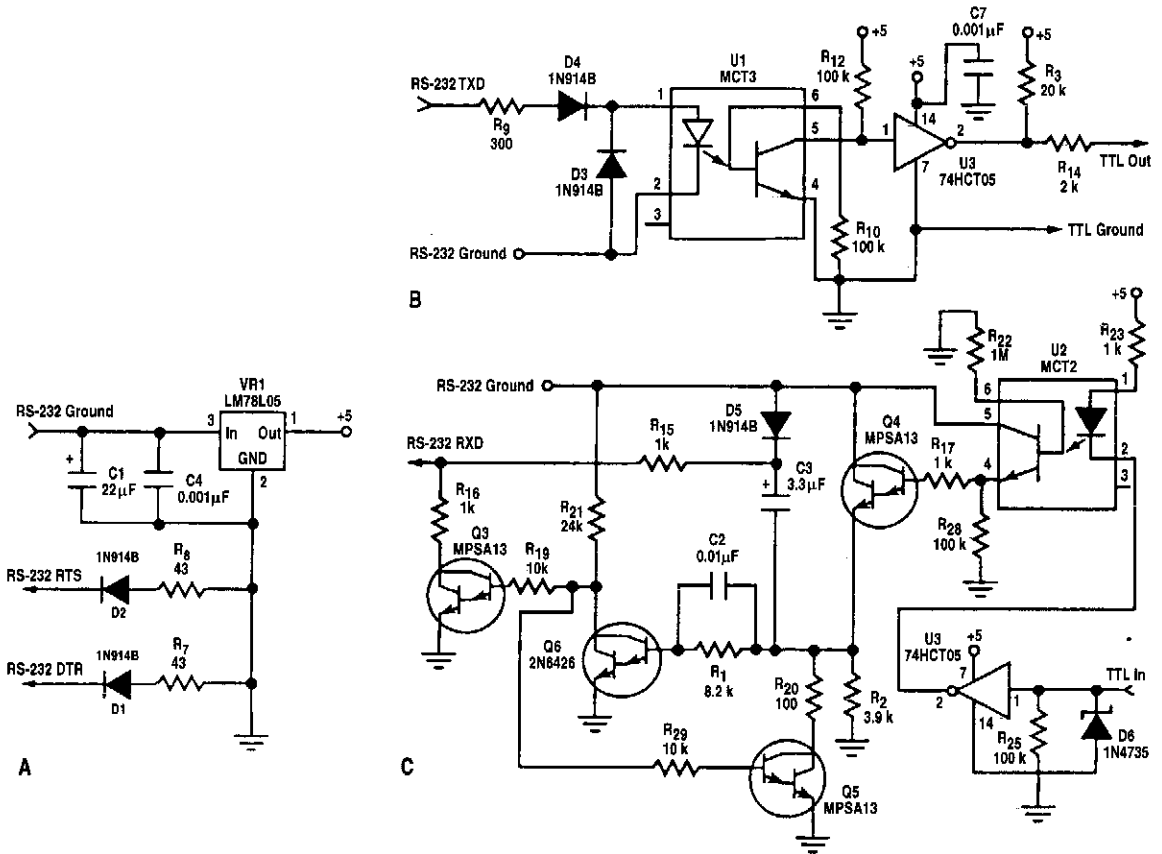 RS-232 Ground
VR1
LM78L05
3
In
Out
1
+5
GND
2
+
C1
22µF
C4
0.001µF
1N914B
R8
43
RS-232 RTS
D2
1N914B
R7
43
RS-232 DTR
D1
A
RS-232 TXD
R9
300
D4
1N914B
D3
1N914B
U1
MCT3
1
2
3
6
5
4
RS-232 Ground
+5
R12
100 k
R10
100 k
+5
C7
0.001µF
14
1
2
7
U3
74HCT05
+5
R3
20 k
R14
2 k
TTL Out
TTL Ground
B
RS-232 Ground
RS-232 RXD
R15
1k
D5
1N914B
C3
3.3µF
+
R16
1k
Q3
MPSA13
R19
10k
R21
24k
C2
0.01µF
Q6
2N6426
R1
8.2 k
R20
100
R2
3.9 k
R29
10 k
Q5
MPSA13
Q4
MPSA13
R17
1 k
R28
100 k
R22
1M
U2
MCT2
6
5
4
1
2
3
+5
R23
1 k
U3
74HCT05
+5
7
2
14
1
TTL In
R25
100 k
D6
1N4735
C